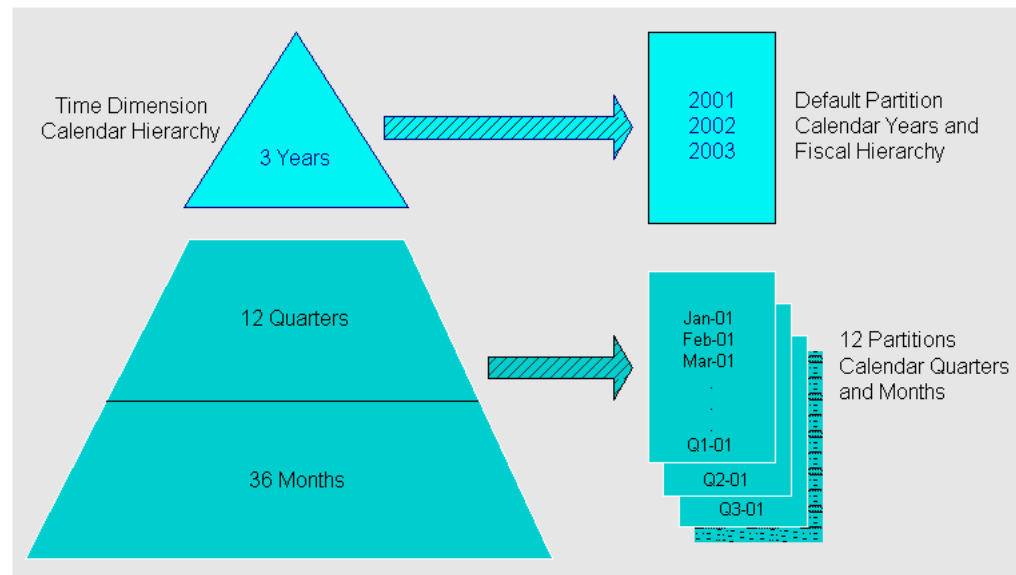 Time Dimension
Calendar Hierarchy
3 Years
2001
2002
2003
Default Partition
Calendar Years and
Fiscal Hierarchy
12 Quarters
36 Months
Jan-01
Feb-01
Mar-01
.
.
.
Q1-01
Q2-01
Q3-01
12 Partitions
Calendar Quarters
and Months